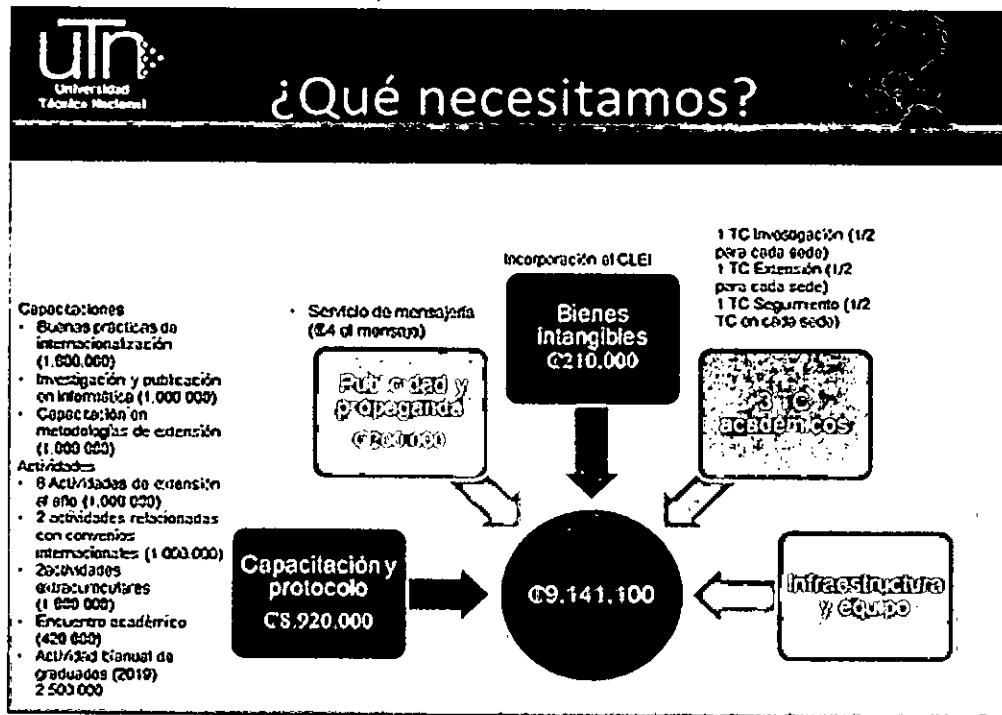 UTn
Universidad
Técnica Nacional
¿Qué necesitamos?
Capacitaciones
• Buenas prácticas de
internacionalización
• Investigación y publicación
en informática (1,000 000)
• Capacitación en
metodologías de extensión
(1.000 000)
Actividades
• 8 Actividades de extensión
al año (1,000 000)
• 2 actividades relacionadas
con convenios
internacionales (1 000.000)
• 2actividades
extracurriculares
• Encuentro académico
• Actividad bianual de
graduados (2019)
2 500 000
• Servicio de mensajería
(₡4 el mensaje)
Publicidad y
propaganda
Incorporación al CLEI
Bienes
intangibles
₡210.000
1 TC Investigación (1/2
para cada sede)
1 TC Extensión (1/2
para cada sede)
1 TC Seguimiento (1/2
TC en cada sede)
3 TC
académicos
Capacitación y
protocolo
₡8.920.000
₡9.141.100
Infraestructura
y equipo